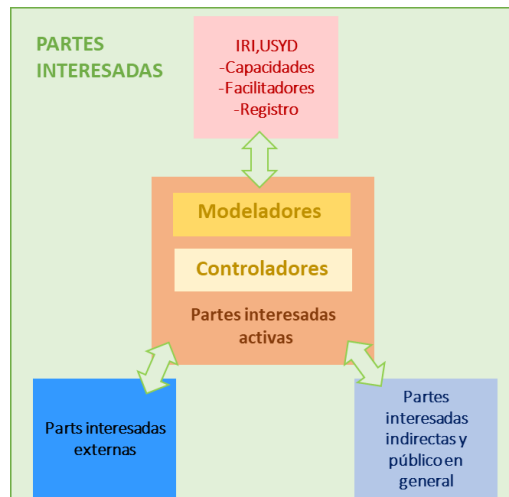 PARTES
INTERESADAS
IRI,USYD
-Capacidades
-Facilitadores
-Registro
Modeladores
Controladores
Partes interesadas
activas
Parts interesadas
externas
Partes
interesadas
indirectas y
público en
general